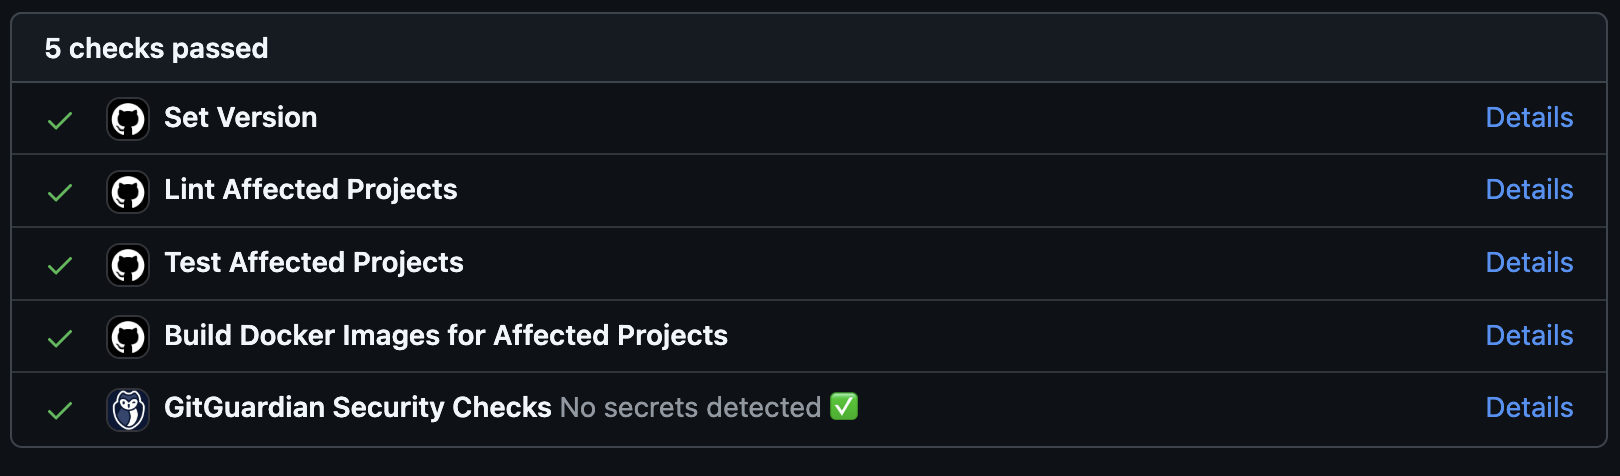 5 checks passed
Set Version Details
Lint Affected Projects Details
Test Affected Projects Details
Build Docker Images for Affected Projects Details
GitGuardian Security Checks No secrets detected ✅ Details